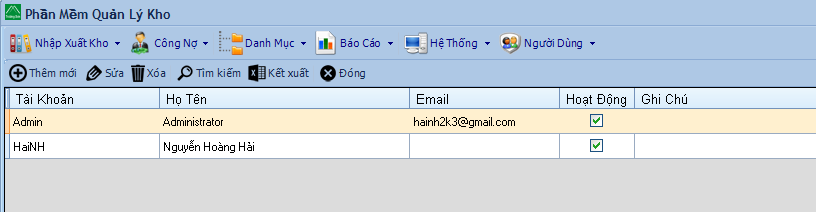 Phần Mềm Quản Lý Kho
Nhập Xuất Kho Công Nợ Danh Mục Báo Cáo Hệ Thống Người Dùng
Thêm mới Sửa Xóa Tìm kiếm Kết xuất Đóng
Tài Khoản Họ Tên Email Hoạt Động Ghi Chú
Admin Administrator hainh2k3@gmail.com
HaiNH Nguyễn Hoàng Hải